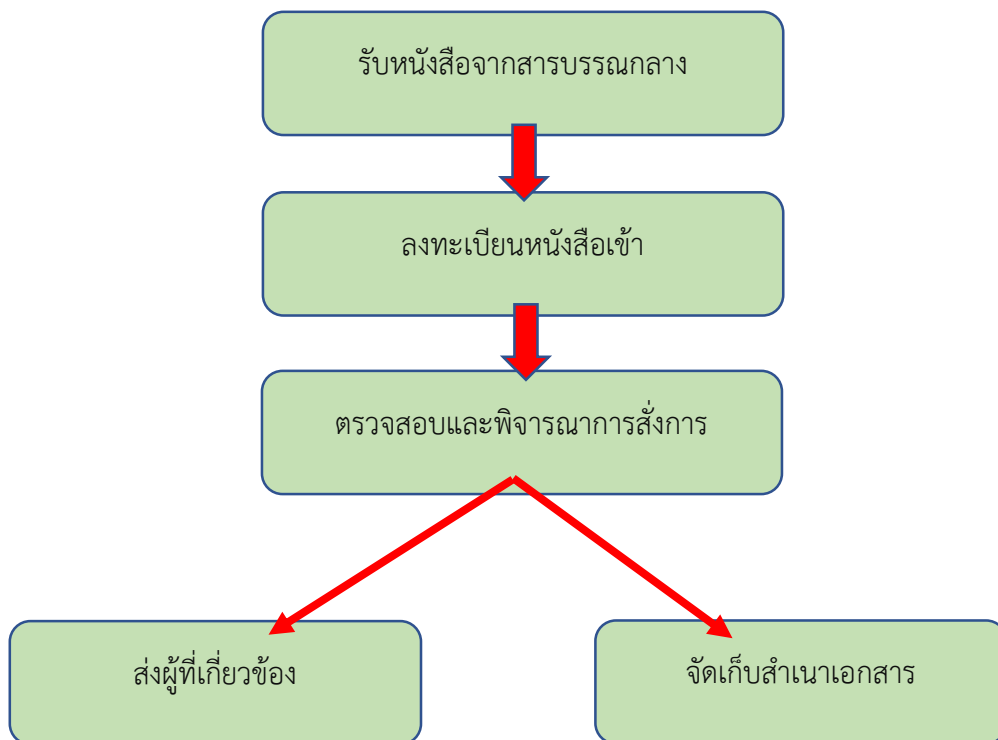 รับหนังสือจากสารบรรณกลาง
ลงทะเบียนหนังสือเข้า
ตรวจสอบและพิจารณาการสั่งการ
ส่งผู้ที่เกี่ยวข้อง
จัดเก็บสำเนาเอกสาร